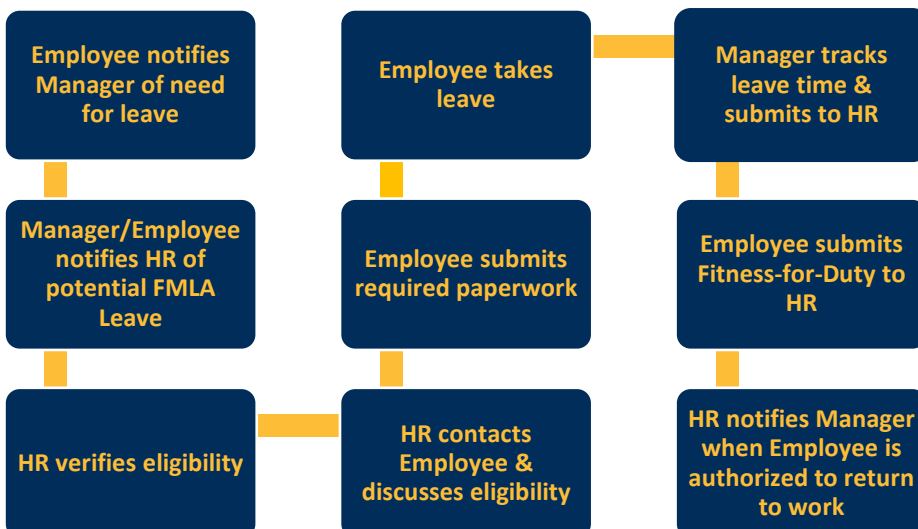 Employee notifies
Manager of need
for leave
Manager/Employee
notifies HR of
potential FMLA
Leave
HR verifies eligibility
HR contacts
Employee &
discusses eligibility
Employee submits
required paperwork
Employee takes
leave
Manager tracks
leave time &
submits to HR
Employee submits
Fitness-for-Duty to
HR
HR notifies Manager
when Employee is
authorized to return
to work